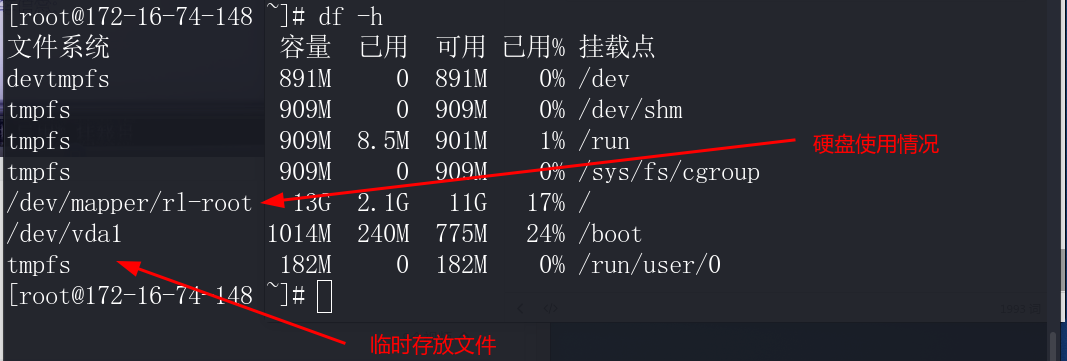 [root@172-16-74-148 ~]# df -h
文件系统 容量 已用 可用 已用% 挂载点
devtmpfs 891M 0 891M 0% /dev
tmpfs 909M 0 909M 0% /dev/shm
tmpfs 909M 8.5M 901M 1% /run
硬盘使用情况
tmpfs 909M 0 909M 0% /sys/fs/cgroup
/dev/mapper/rl-root 13G 2.1G 11G 17% /
/dev/vda1 1014M 240M 775M 24% /boot
tmpfs 182M 0 182M 0% /run/user/0
[root@172-16-74-148 ~]#
临时存放文件